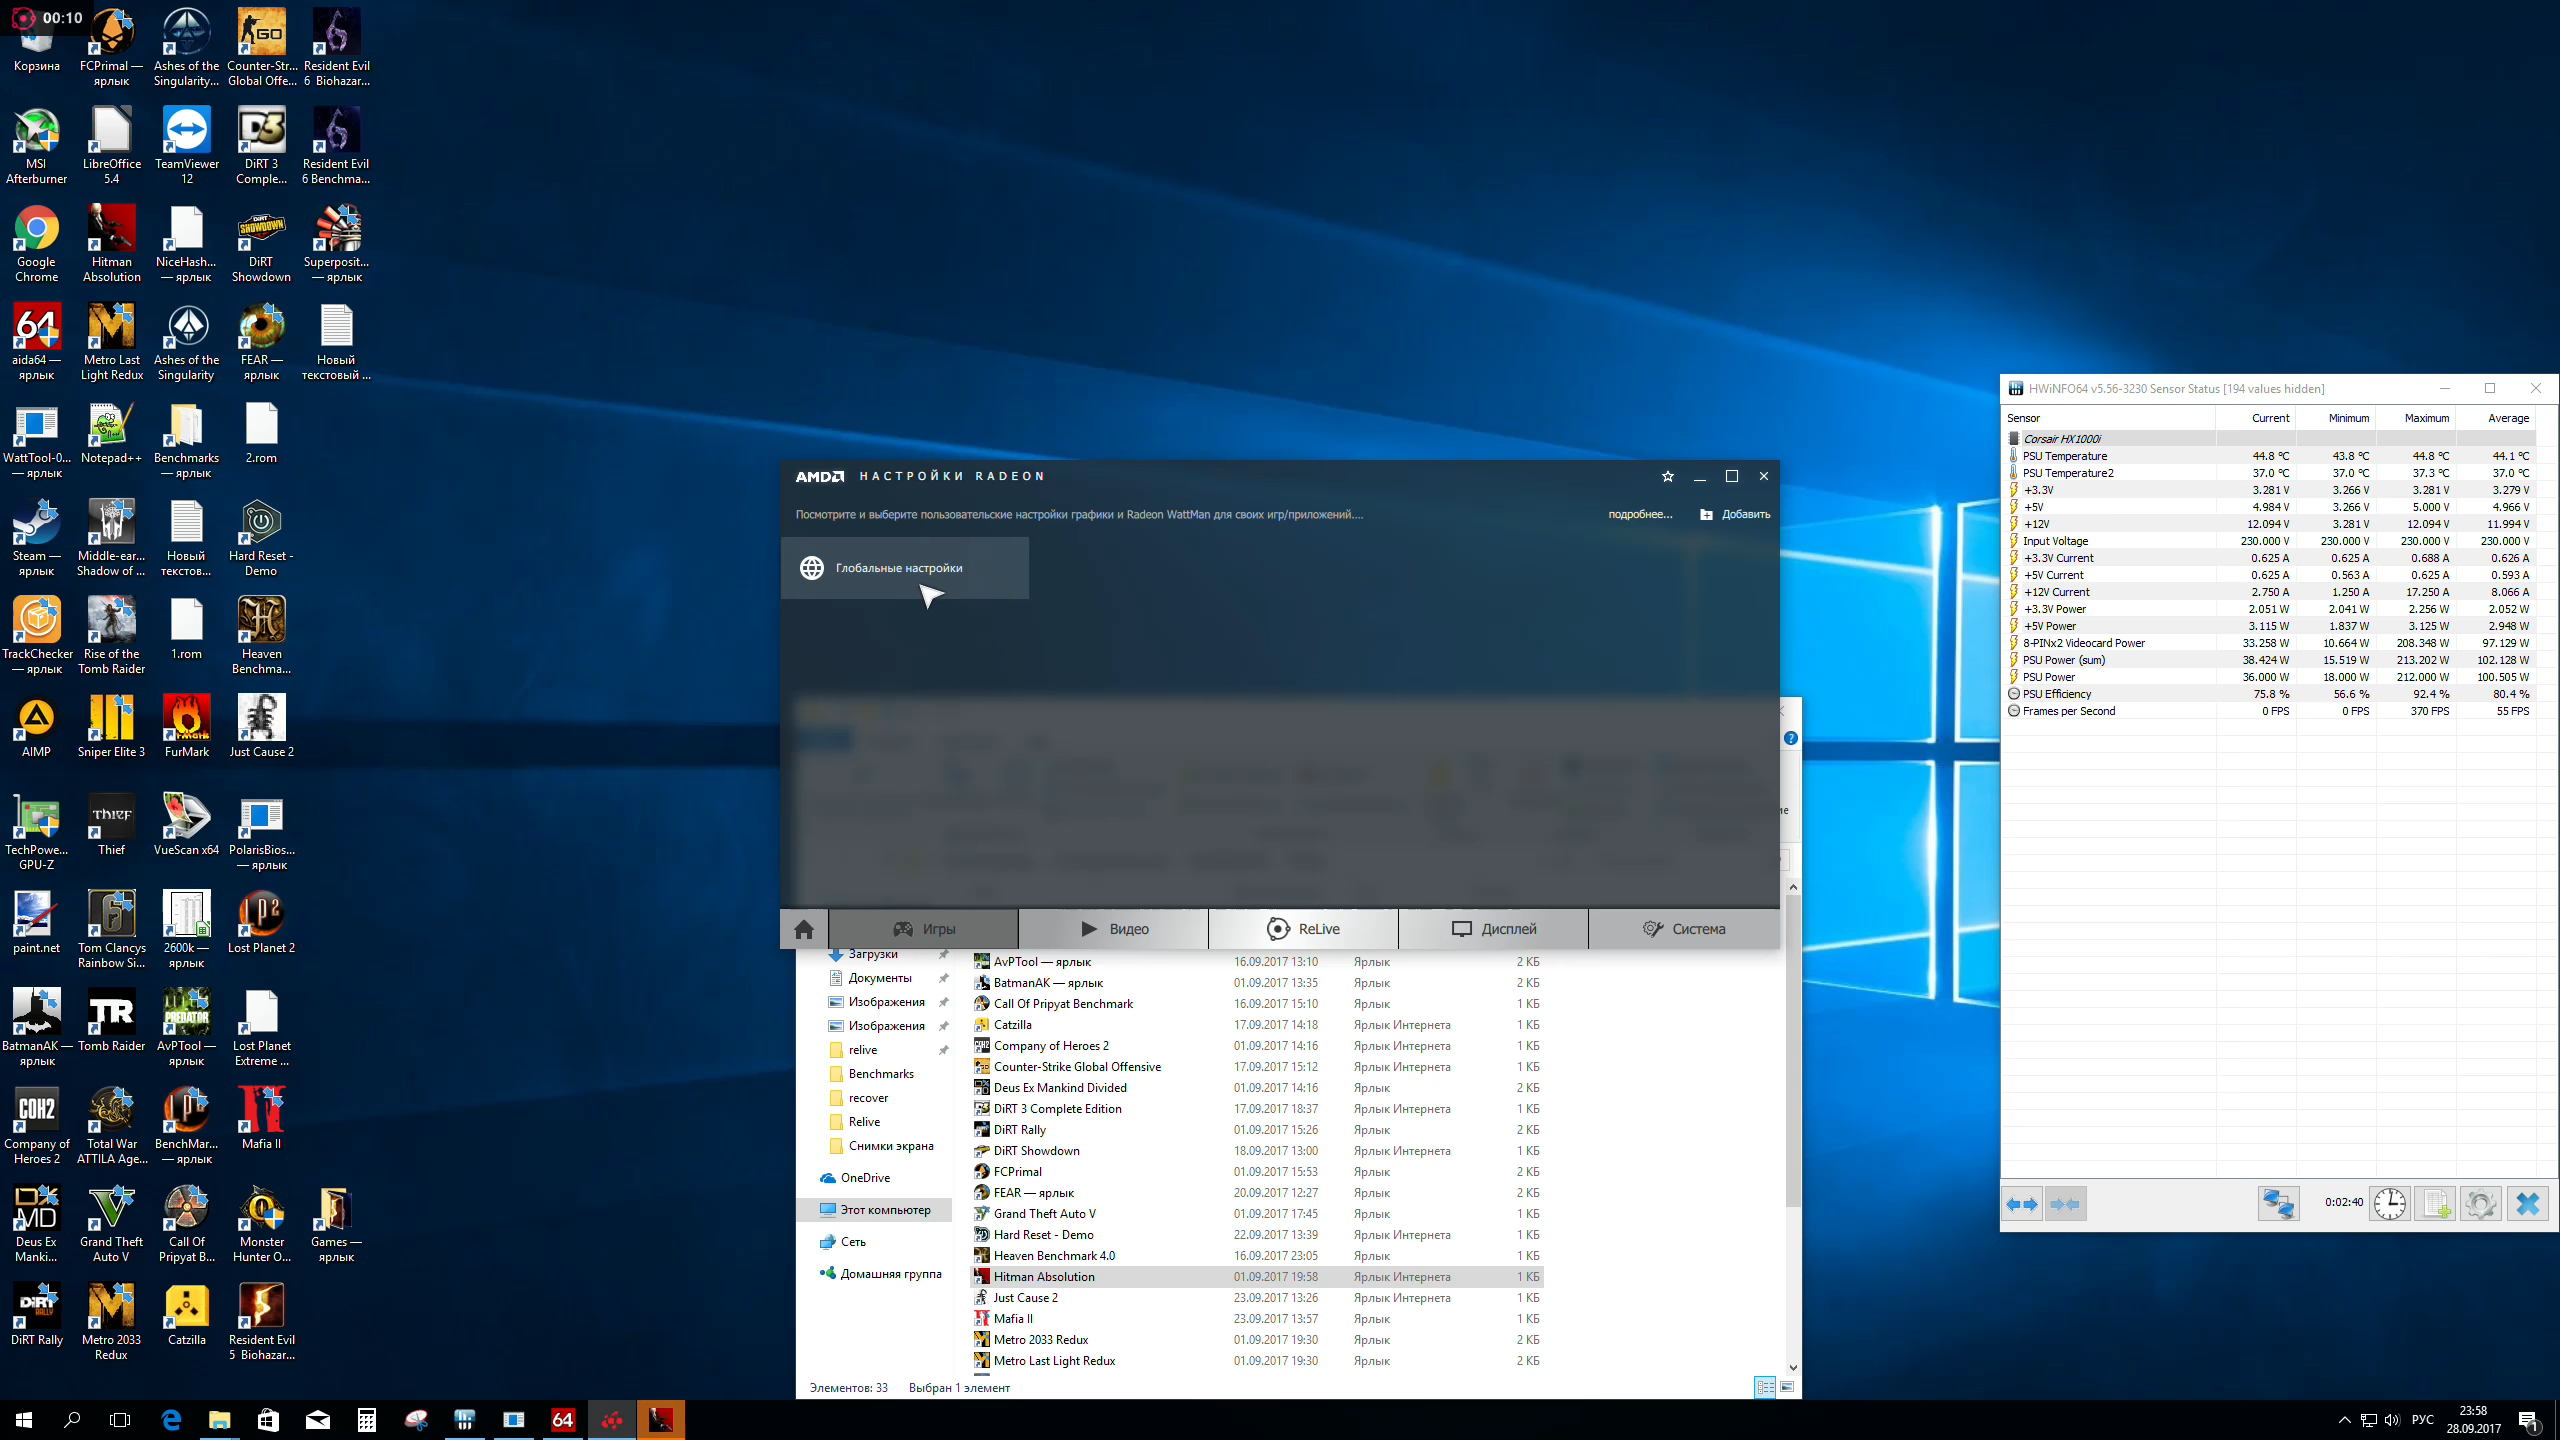 00:10
Корзина
FCPrimal — ярлык
Ashes of the Singularity...
Counter-Str... Global Offe...
Resident Evil 6 Biohazar...
MSI Afterburner
LibreOffice 5.4
TeamViewer 12
DiRT 3 Comple...
Resident Evil 6 Benchma...
Google Chrome
Hitman Absolution
NiceHash... — ярлык
DiRT Showdown
Superposit... — ярлык
aida64 — ярлык
Metro Last Light Redux
Ashes of the Singularity
FEAR — ярлык
Новый текстовый ...
WattTool-0... — ярлык
Notepad++
Benchmarks — ярлык
2.rom
Steam — ярлык
Middle-ear... Shadow of ...
Новый текстов...
Hard Reset - Demo
TrackChecker — ярлык
Rise of the Tomb Raider
1.rom
Heaven Benchma...
AIMP
Sniper Elite 3
FurMark
Just Cause 2
TechPowe... GPU-Z
Thief
VueScan x64
PolarisBios... — ярлык
paint.net
Tom Clancys Rainbow Si...
2600k — ярлык
Lost Planet 2
BatmanAK — ярлык
Tomb Raider
AvPTool — ярлык
Lost Planet Extreme ...
Company of Heroes 2
Total War ATTILA Age...
BenchMar... — ярлык
Mafia II
Deus Ex Manki...
Grand Theft Auto V
Call Of Pripyat B...
Monster Hunter O...
Games — ярлык
DiRT Rally
Metro 2033 Redux
Catzilla
Resident Evil 5 Biohazar...
AMD НАСТРОЙКИ RADEON
Посмотрите и выберите пользовательские настройки графики и Radeon WattMan для своих игр/приложений....
подробнее...
Добавить
Глобальные настройки
Игры
Видео
ReLive
Дисплей
Система
Загрузки
Документы
Изображения
Изображения
relive
Benchmarks
recover
Relive
Снимки экрана
OneDrive
Этот компьютер
Сеть
Домашняя группа
AvPTool — ярлык 16.09.2017 13:10 Ярлык 2 КБ
BatmanAK — ярлык 01.09.2017 13:35 Ярлык 2 КБ
Call Of Pripyat Benchmark 16.09.2017 15:10 Ярлык 1 КБ
Catzilla 17.09.2017 14:18 Ярлык Интернета 1 КБ
Company of Heroes 2 01.09.2017 14:16 Ярлык Интернета 1 КБ
Counter-Strike Global Offensive 17.09.2017 15:12 Ярлык Интернета 1 КБ
Deus Ex Mankind Divided 01.09.2017 14:16 Ярлык 2 КБ
DiRT 3 Complete Edition 17.09.2017 18:37 Ярлык Интернета 1 КБ
DiRT Rally 01.09.2017 15:26 Ярлык 2 КБ
DiRT Showdown 18.09.2017 13:00 Ярлык Интернета 1 КБ
FCPrimal 01.09.2017 15:53 Ярлык 2 КБ
FEAR — ярлык 20.09.2017 12:27 Ярлык 2 КБ
Grand Theft Auto V 01.09.2017 17:45 Ярлык 1 КБ
Hard Reset - Demo 22.09.2017 13:39 Ярлык Интернета 1 КБ
Heaven Benchmark 4.0 16.09.2017 23:05 Ярлык 1 КБ
Hitman Absolution 01.09.2017 19:58 Ярлык Интернета 1 КБ
Just Cause 2 23.09.2017 13:26 Ярлык Интернета 1 КБ
Mafia II 23.09.2017 13:57 Ярлык 1 КБ
Metro 2033 Redux 01.09.2017 19:30 Ярлык 2 КБ
Metro Last Light Redux 01.09.2017 19:30 Ярлык 2 КБ
Элементов: 33 Выбран 1 элемент
HWiNFO64 v5.56-3230 Sensor Status [194 values hidden]
Sensor Current Minimum Maximum Average
Corsair HX1000i
PSU Temperature 44.8 °C 43.8 °C 44.8 °C 44.1 °C
PSU Temperature2 37.0 °C 37.0 °C 37.3 °C 37.0 °C
+3.3V 3.281 V 3.266 V 3.281 V 3.279 V
+5V 4.984 V 3.266 V 5.000 V 4.966 V
+12V 12.094 V 3.281 V 12.094 V 11.994 V
Input Voltage 230.000 V 230.000 V 230.000 V 230.000 V
+3.3V Current 0.625 A 0.625 A 0.688 A 0.626 A
+5V Current 0.625 A 0.563 A 0.625 A 0.593 A
+12V Current 2.750 A 1.250 A 17.250 A 8.066 A
+3.3V Power 2.051 W 2.041 W 2.256 W 2.052 W
+5V Power 3.115 W 1.837 W 3.125 W 2.948 W
8-PINx2 Videocard Power 33.258 W 10.664 W 208.348 W 97.129 W
PSU Power (sum) 38.424 W 15.519 W 213.202 W 102.128 W
PSU Power 36.000 W 18.000 W 212.000 W 100.505 W
PSU Efficiency 75.8 % 56.6 % 92.4 % 80.4 %
Frames per Second 0 FPS 0 FPS 370 FPS 55 FPS
0:02:40
64
РУС
23:58
28.09.2017
1